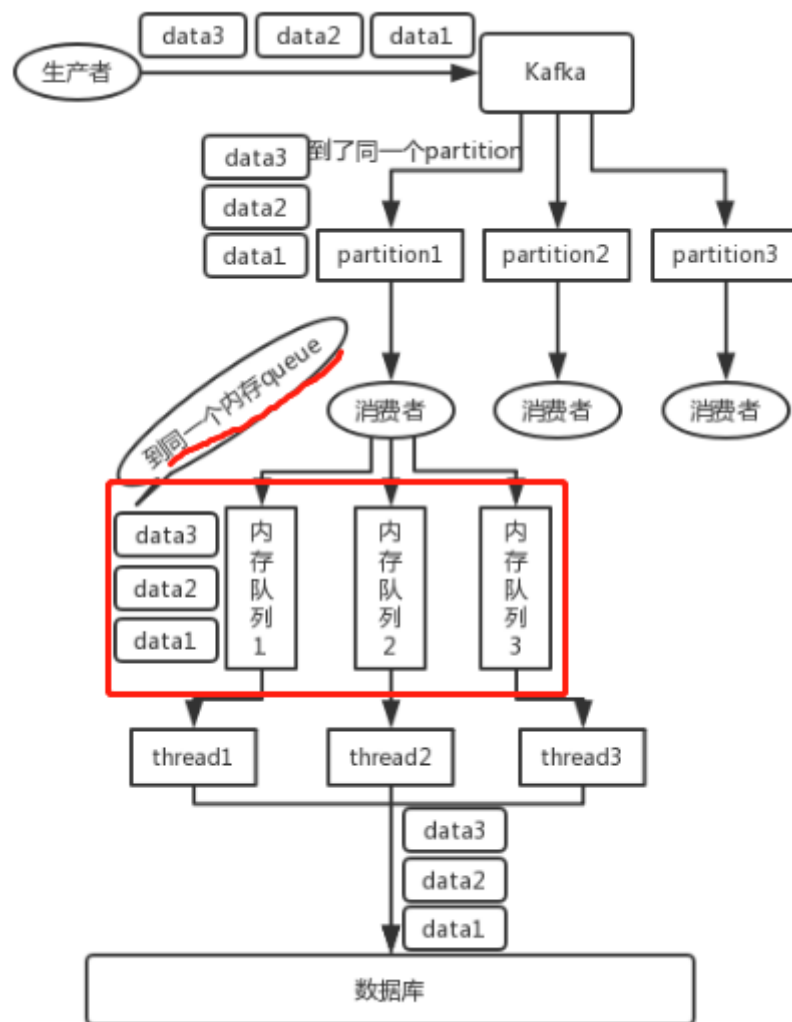 data3 data2 data1
生产者
Kafka
到了同一个partition
data3
data2
data1
partition1 partition2 partition3
到同一个内存queue
消费者 消费者 消费者
data3
data2
data1
内存队列1
内存队列2
内存队列3
thread1 thread2 thread3
data3
data2
data1
数据库